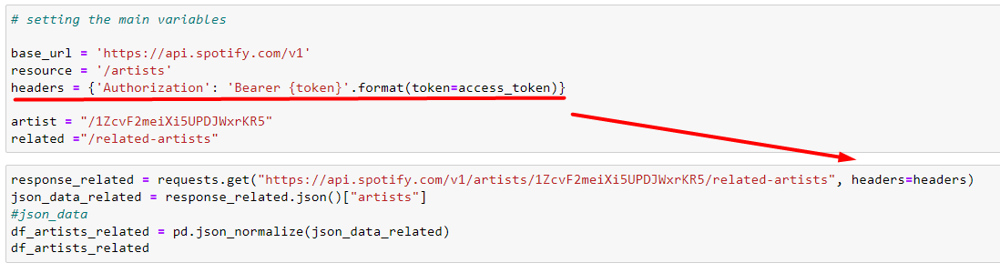 # setting the main variables
base_url = 'https://api.spotify.com/v1'
resource = '/artists'
headers = {'Authorization': 'Bearer {token}'.format(token=access_token)}
artist = "/1ZcvF2meiXi5UPDJWxrKR5"
related ="/related-artists"
response_related = requests.get("https://api.spotify.com/v1/artists/1ZcvF2meiXi5UPDJWxrKR5/related-artists", headers=headers)
json_data_related = response_related.json()["artists"]
#json_data
df_artists_related = pd.json_normalize(json_data_related)
df_artists_related